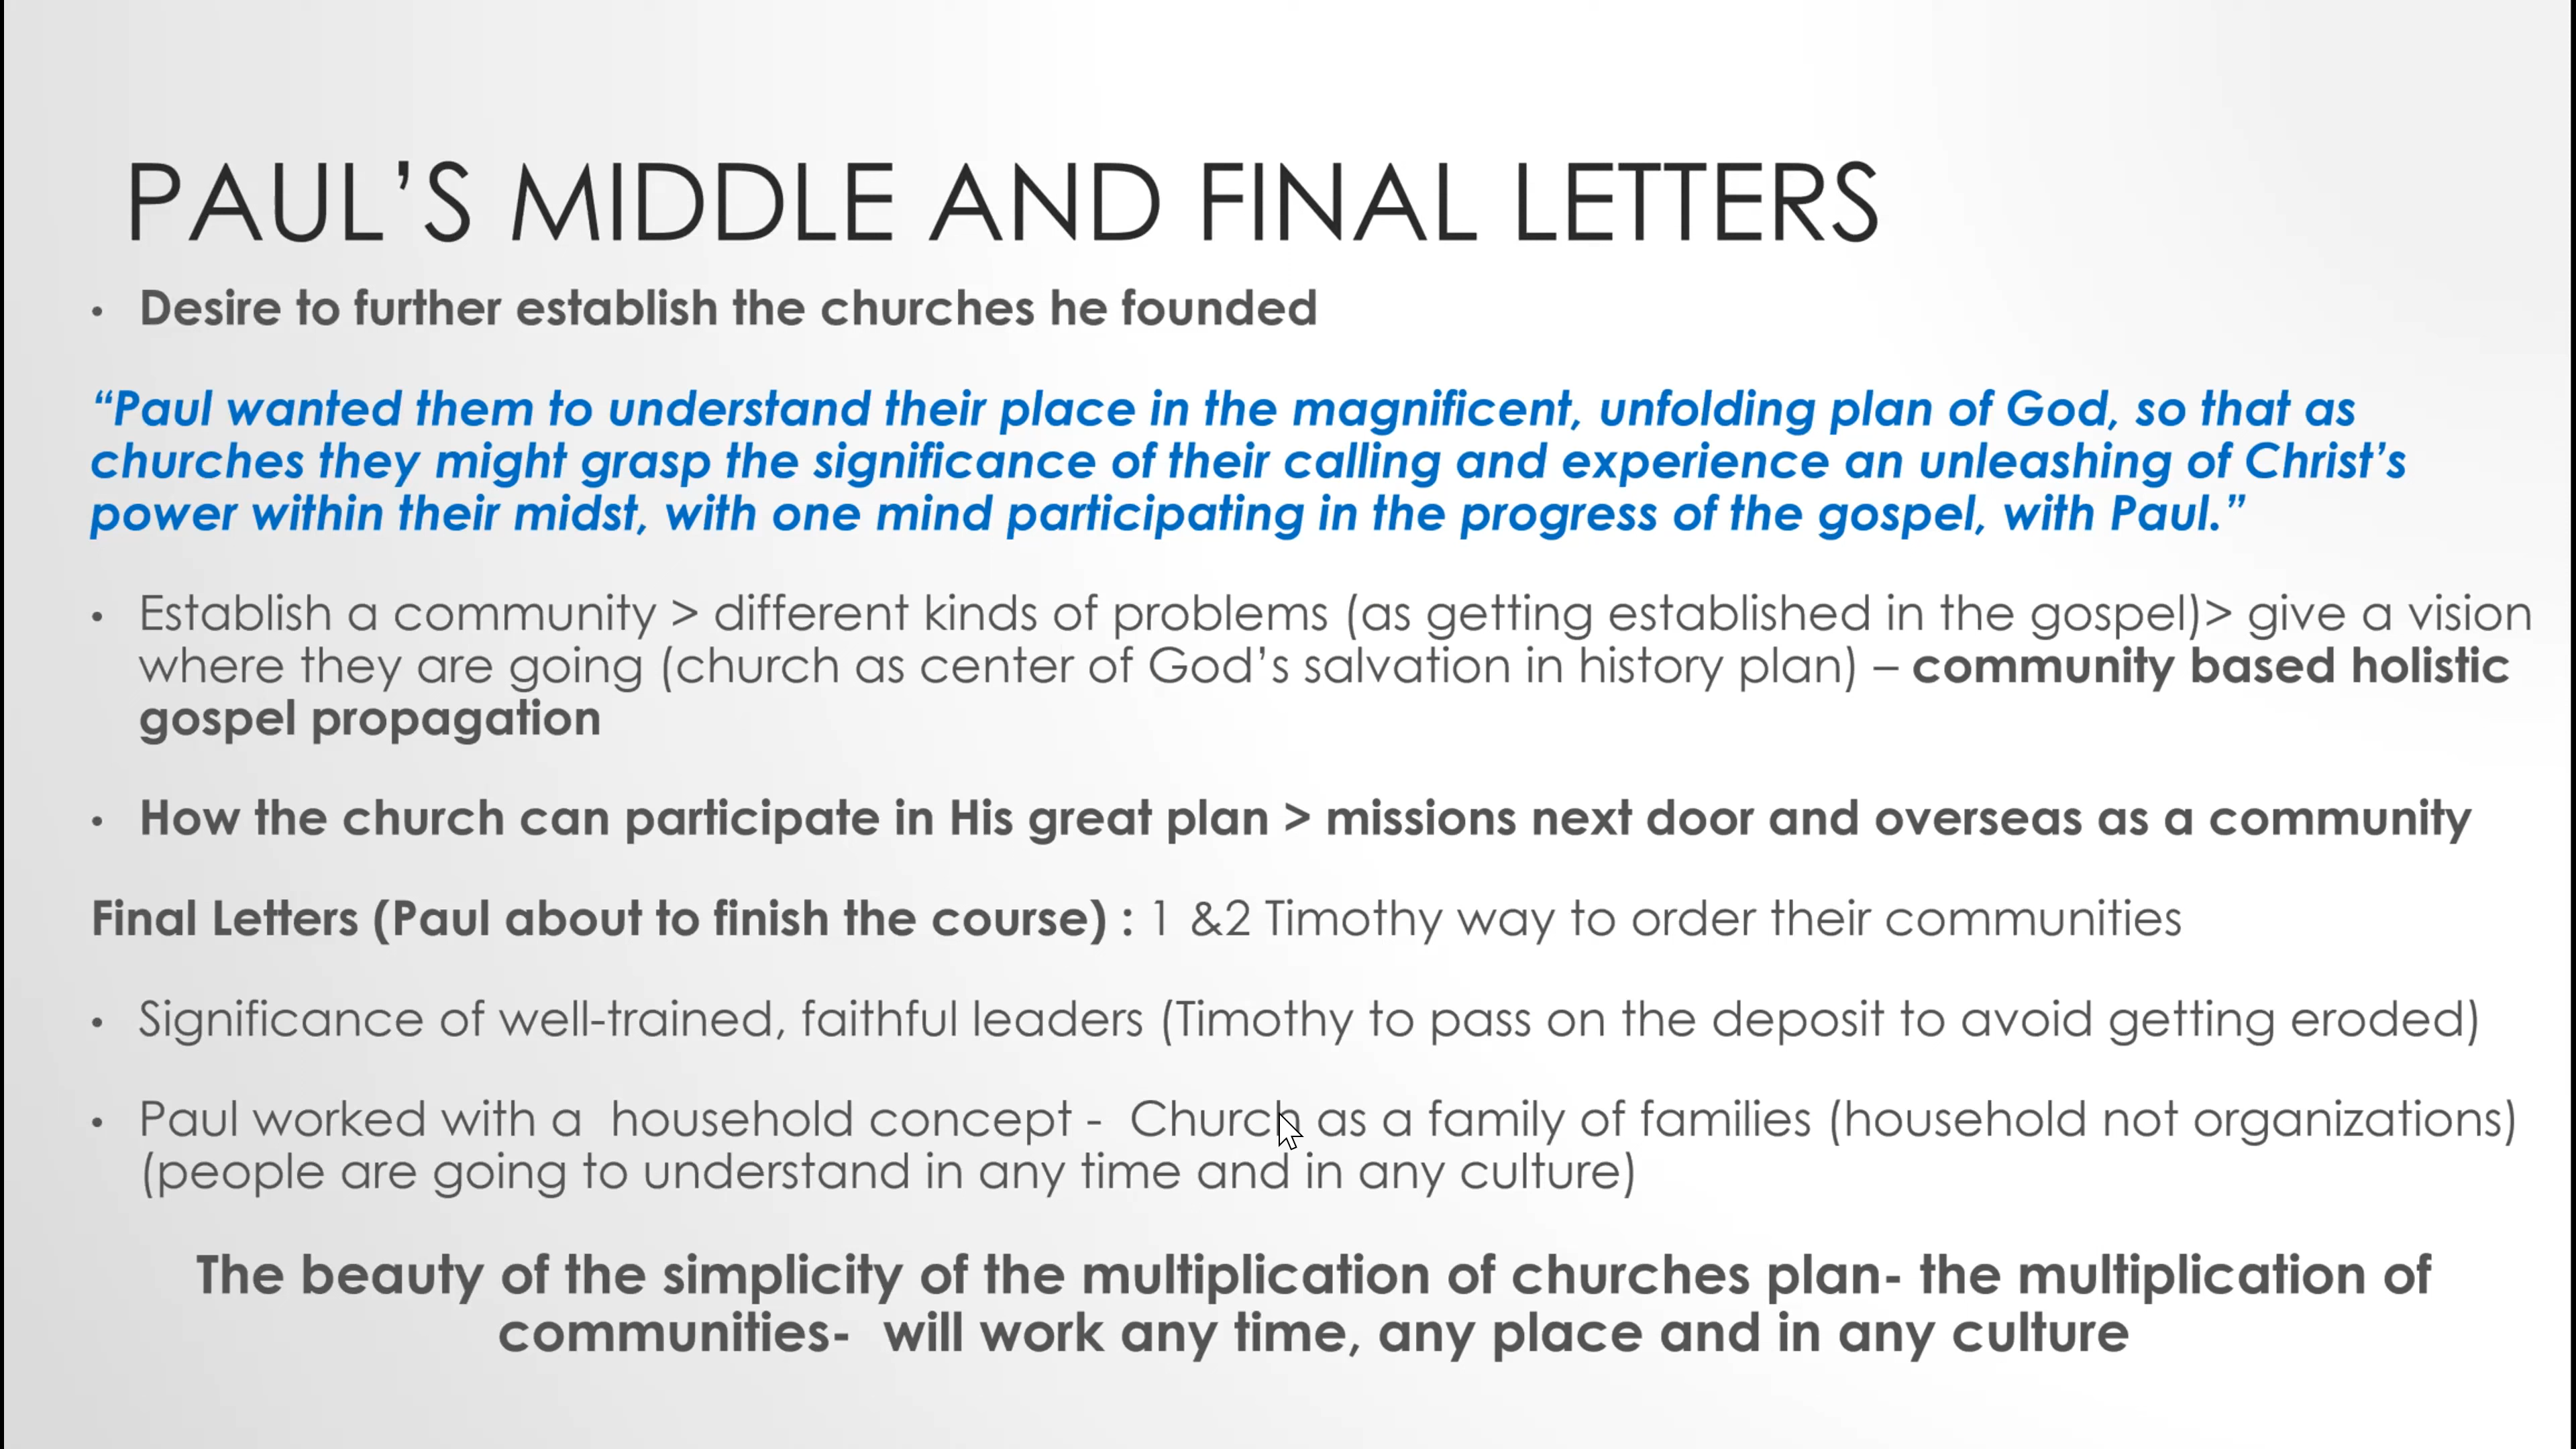 PAUL’S MIDDLE AND FINAL LETTERS
• Desire to further establish the churches he founded
“Paul wanted them to understand their place in the magnificent, unfolding plan of God, so that as
churches they might grasp the significance of their calling and experience an unleashing of Christ’s
power within their midst, with one mind participating in the progress of the gospel, with Paul.”
• Establish a community > different kinds of problems (as getting established in the gospel)> give a vision
where they are going (church as center of God’s salvation in history plan) – community based holistic
gospel propagation
• How the church can participate in His great plan > missions next door and overseas as a community
Final Letters (Paul about to finish the course) : 1 &2 Timothy way to order their communities
• Significance of well-trained, faithful leaders (Timothy to pass on the deposit to avoid getting eroded)
• Paul worked with a  household concept -  Church as a family of families (household not organizations)
(people are going to understand in any time and in any culture)
The beauty of the simplicity of the multiplication of churches plan- the multiplication of
communities-  will work any time, any place and in any culture